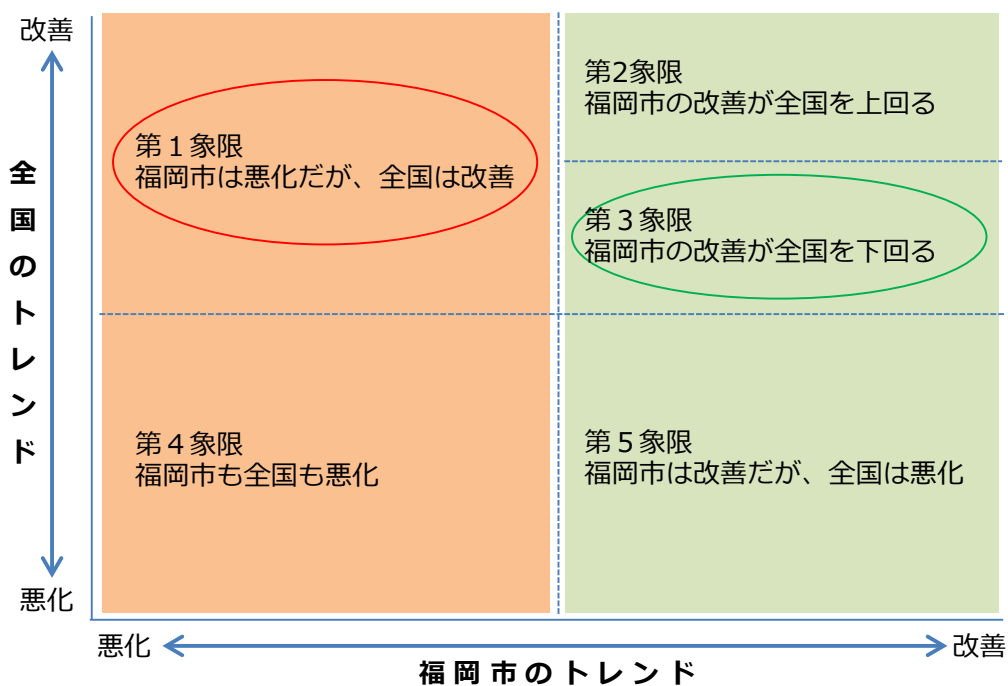 改善
第2象限
福岡市の改善が全国を上回る
第１象限
福岡市は悪化だが、全国は改善
全国のトレンド
第３象限
福岡市の改善が全国を下回る
第４象限
福岡市も全国も悪化
第５象限
福岡市は改善だが、全国は悪化
悪化
悪化
改善
福岡市のトレンド